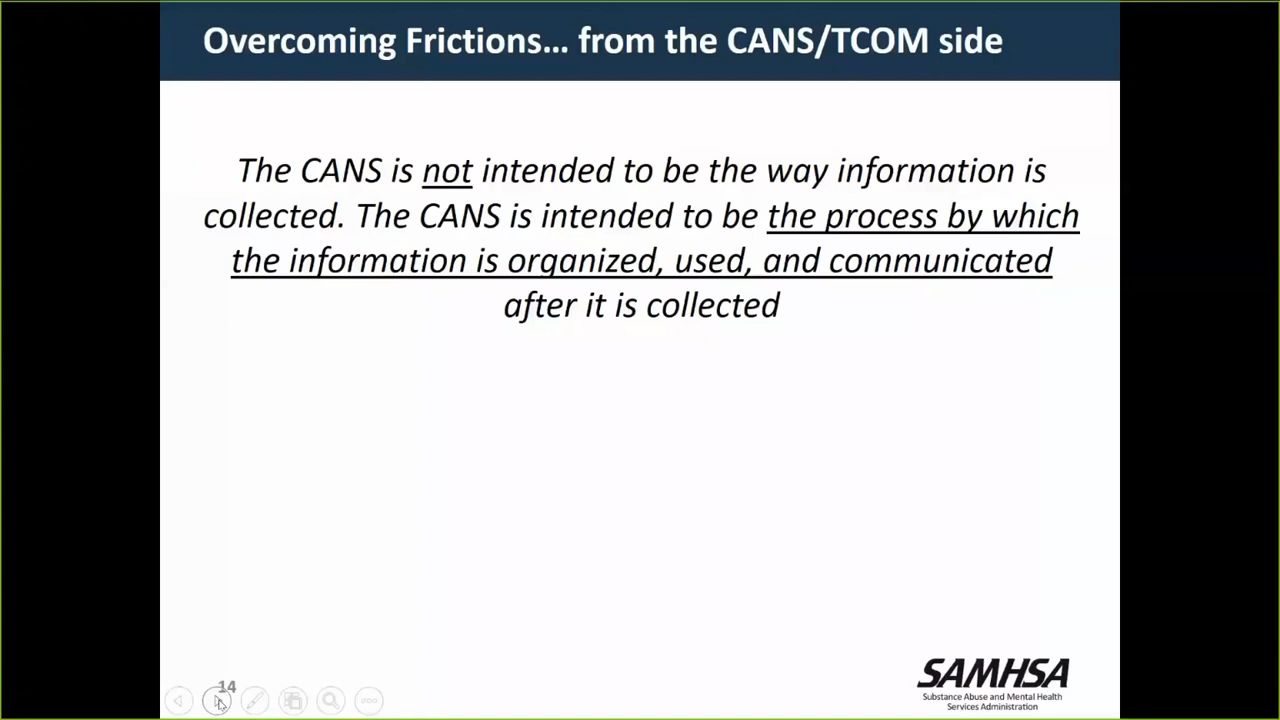 Overcoming Frictions… from the CANS/TCOM side
The CANS is not intended to be the way information is
collected. The CANS is intended to be the process by which
the information is organized, used, and communicated
after it is collected
14
SAMHSA
Substance Abuse and Mental Health
Services Administration